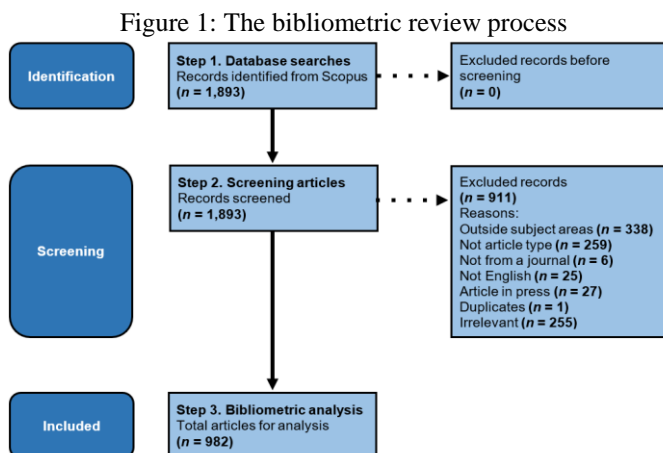 Figure 1: The bibliometric review process
Identification
Step 1. Database searches
Records identified from Scopus
(n = 1,893)
Excluded records before
screening
(n = 0)
Screening
Step 2. Screening articles
Records screened
(n = 1,893)
Excluded records
(n = 911)
Reasons:
Outside subject areas (n = 338)
Not article type (n = 259)
Not from a journal (n = 6)
Not English (n = 25)
Article in press (n = 27)
Duplicates (n = 1)
Irrelevant (n = 255)
Included
Step 3. Bibliometric analysis
Total articles for analysis
(n = 982)